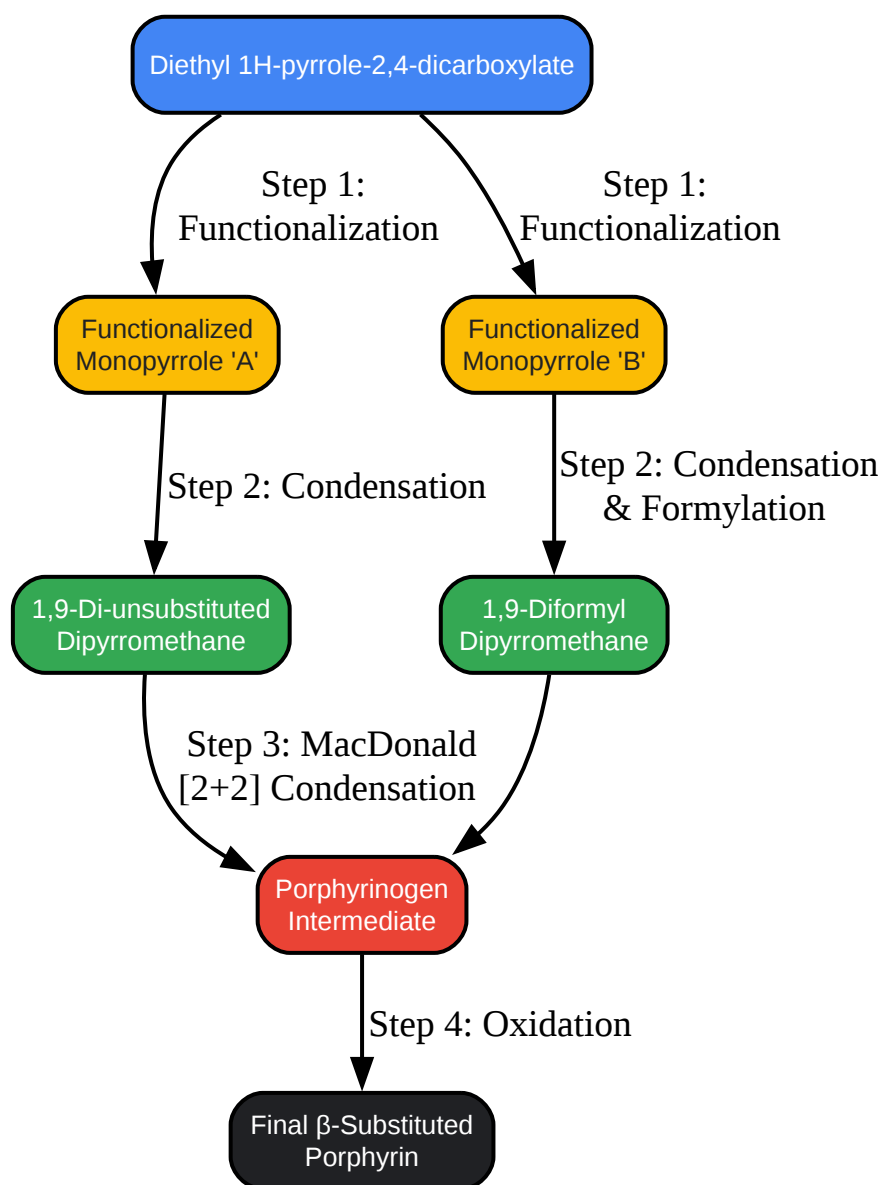 Diethyl 1H-pyrrole-2,4-dicarboxylate
Step 1:
Functionalization
Step 1:
Functionalization
Functionalized
Monopyrrole 'A'
Functionalized
Monopyrrole 'B'
Step 2: Condensation
Step 2: Condensation
& Formylation
1,9-Di-unsubstituted
Dipyrromethane
1,9-Diformyl
Dipyrromethane
Step 3: MacDonald
[2+2] Condensation
Porphyrinogen
Intermediate
Step 4: Oxidation
Final β-Substituted
Porphyrin